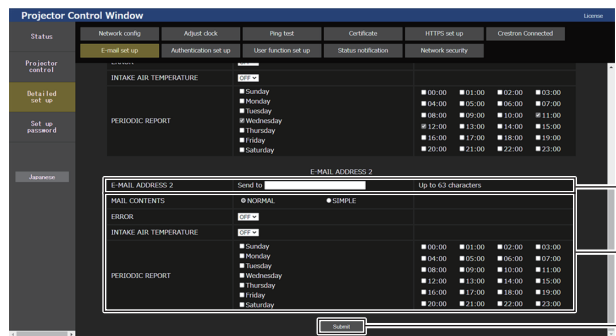 Projector Control Window
License
Status
Network config
Adjust clock
Ping test
Certificate
HTTPS set up
Crestron Connected
E-mail set up
Authentication set up
User function set up
Status notification
Network security
Projector control
Detailed set up
Set up password
Japanese
ERROR
OFF
INTAKE AIR TEMPERATURE
OFF
PERIODIC REPORT
Sunday
Monday
Tuesday
Wednesday
Thursday
Friday
Saturday
00:00 01:00 02:00 03:00
04:00 05:00 06:00 07:00
08:00 09:00 10:00 11:00
12:00 13:00 14:00 15:00
16:00 17:00 18:00 19:00
20:00 21:00 22:00 23:00
E-MAIL ADDRESS 2
E-MAIL ADDRESS 2 Send to Up to 63 characters
MAIL CONTENTS NORMAL SIMPLE
ERROR OFF
INTAKE AIR TEMPERATURE OFF
PERIODIC REPORT
Sunday
Monday
Tuesday
Wednesday
Thursday
Friday
Saturday
00:00 01:00 02:00 03:00
04:00 05:00 06:00 07:00
08:00 09:00 10:00 11:00
12:00 13:00 14:00 15:00
16:00 17:00 18:00 19:00
20:00 21:00 22:00 23:00
Submit